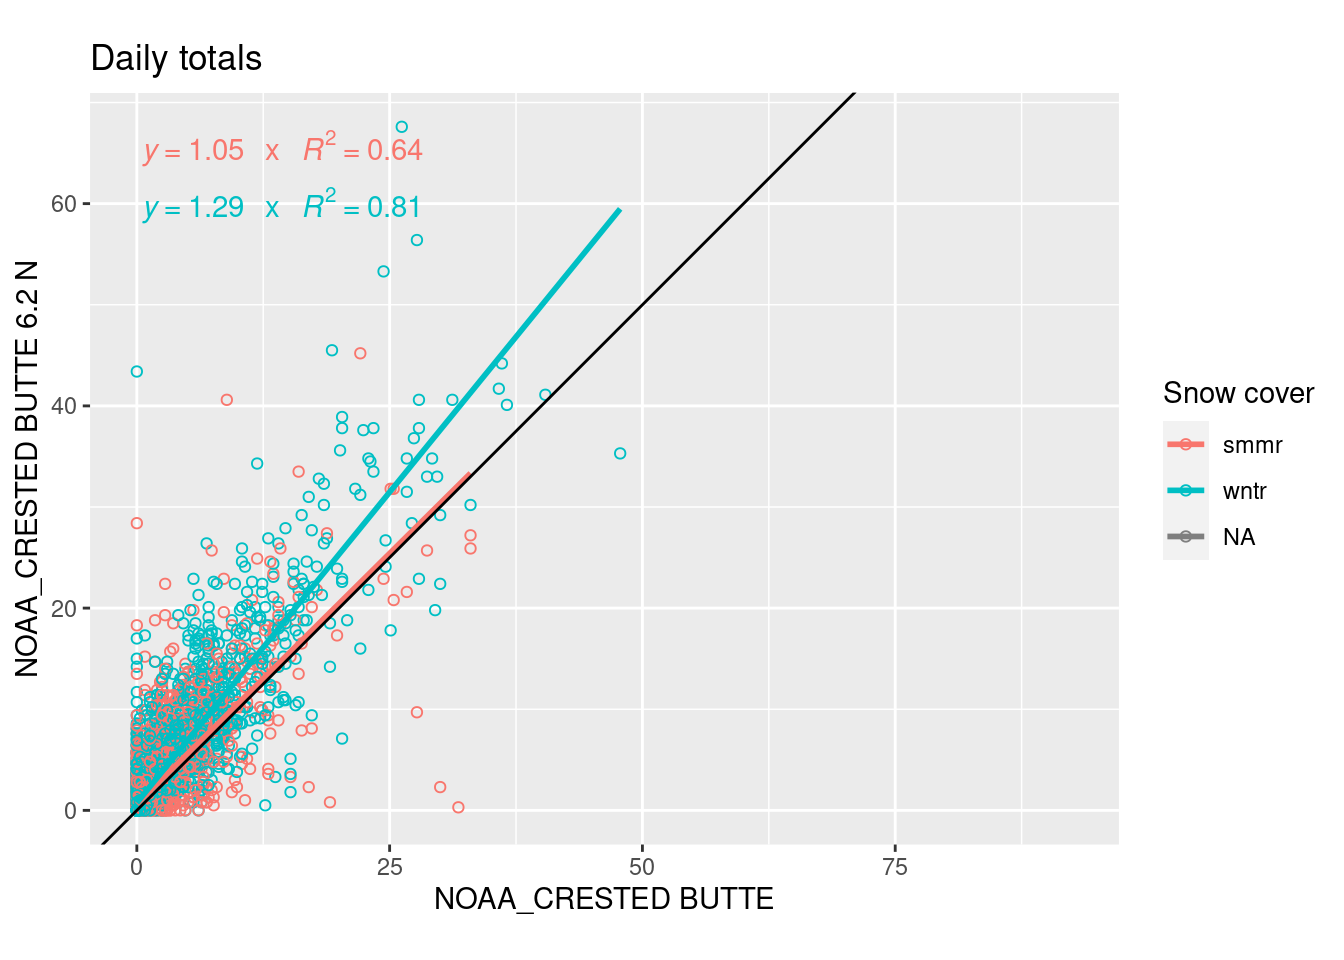 Daily totals
y = 1.05 x R² = 0.64
y = 1.29 x R² = 0.81
60
40
20
0
NOAA_CRESTED BUTTE 6.2 N
0 25 50 75
NOAA_CRESTED BUTTE
Snow cover
smmr
wntr
NA